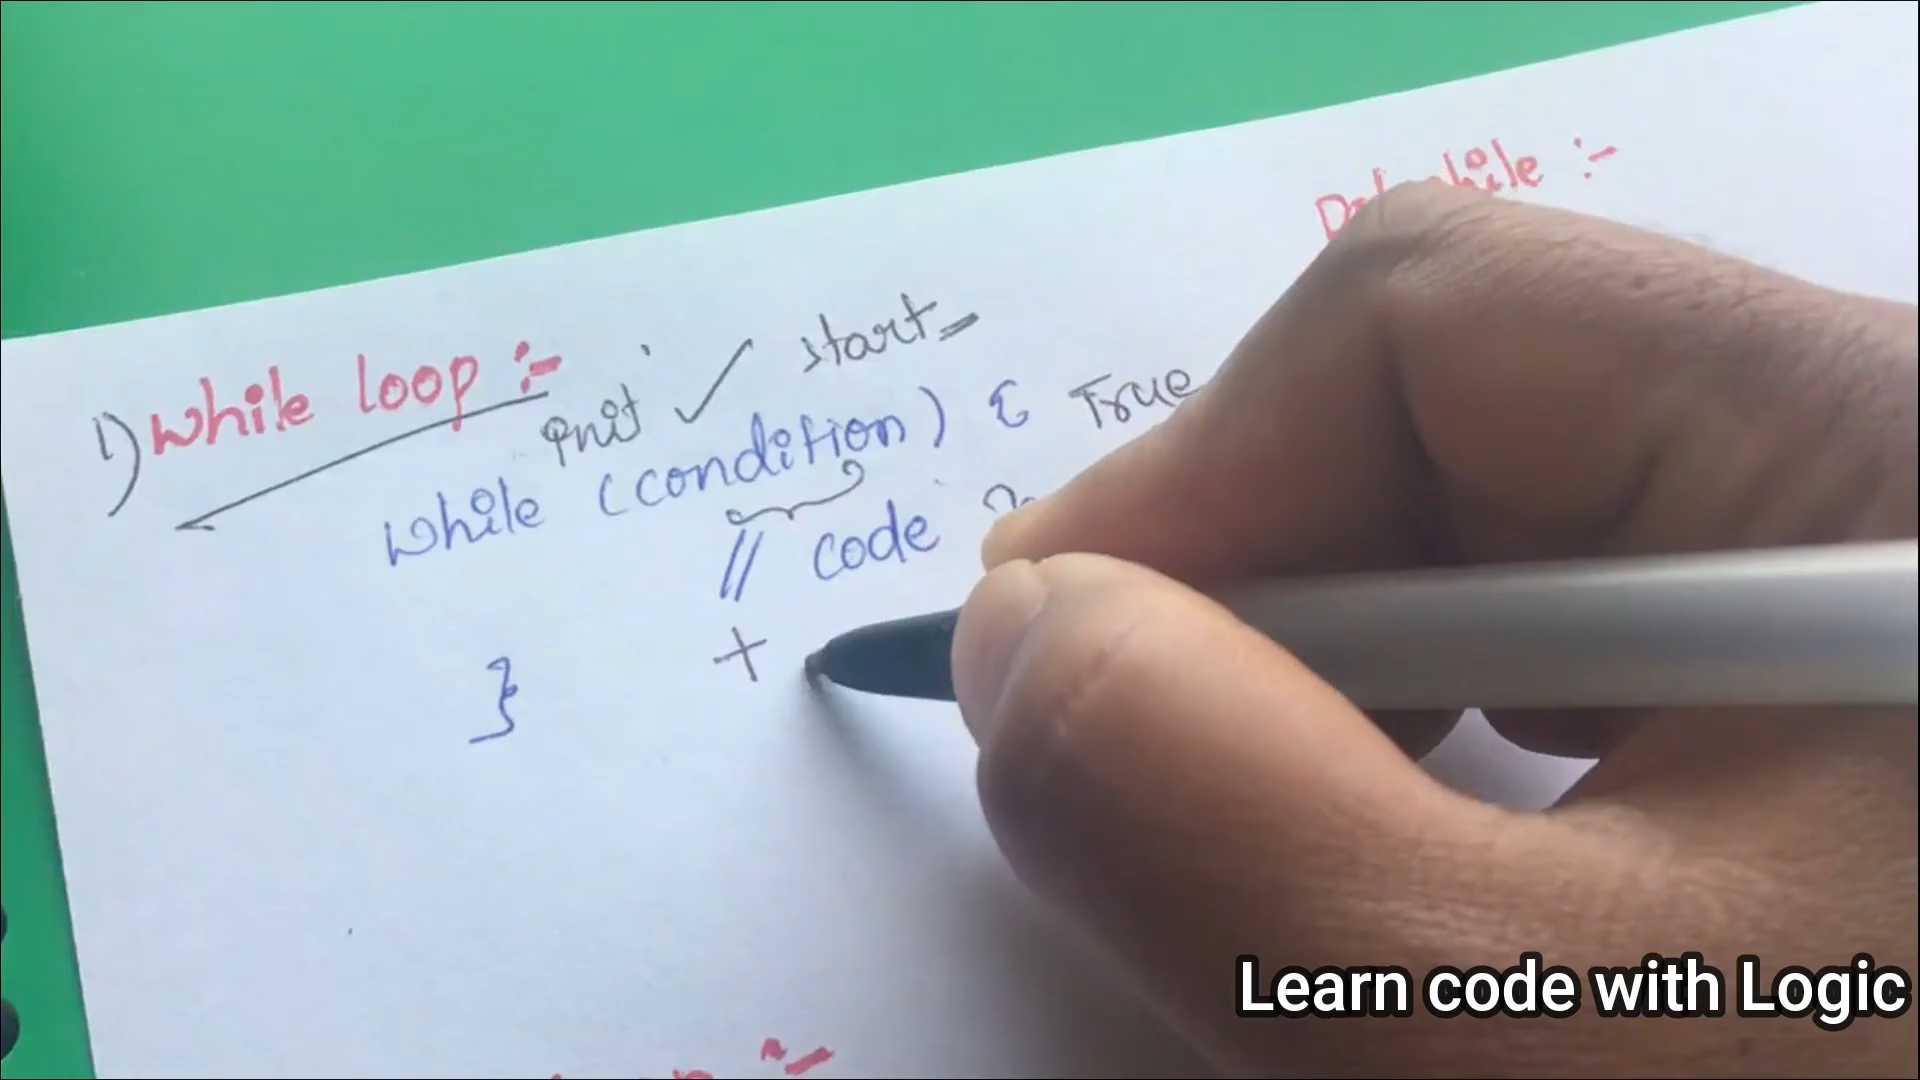 start
1) While loop :-
init ✓
While (condition) { True
// code
+
}
:-
Learn code with Logic